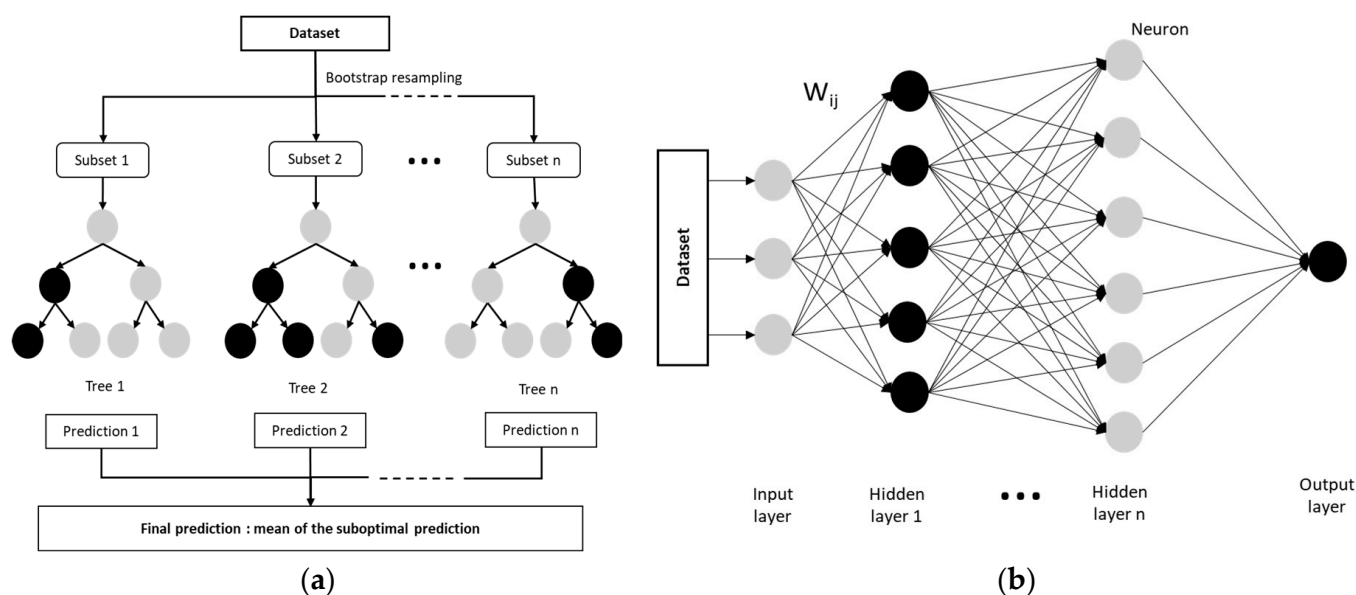 Dataset
Bootstrap resampling
Subset 1
Subset 2
Subset n
Tree 1
Tree 2
Tree n
Prediction 1
Prediction 2
Prediction n
Final prediction : mean of the suboptimal prediction
(a)
Neuron
Wij
Dataset
Input
layer
Hidden
layer 1
Hidden
layer n
Output
layer
(b)